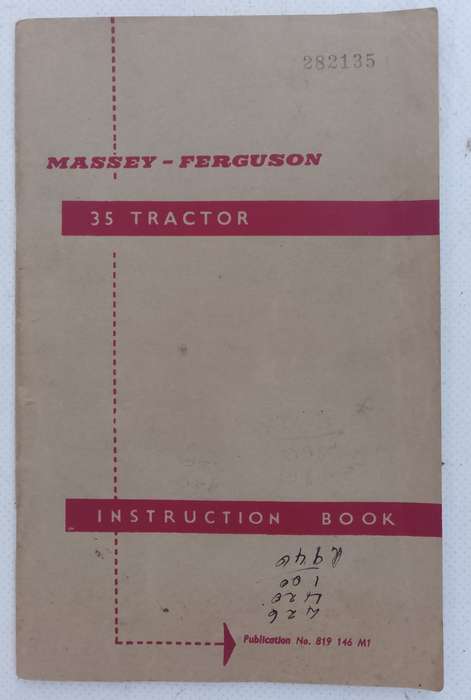 282135
MASSEY-FERGUSON
35 TRACTOR
INSTRUCTION BOOK
Publication No. 819 146 M1